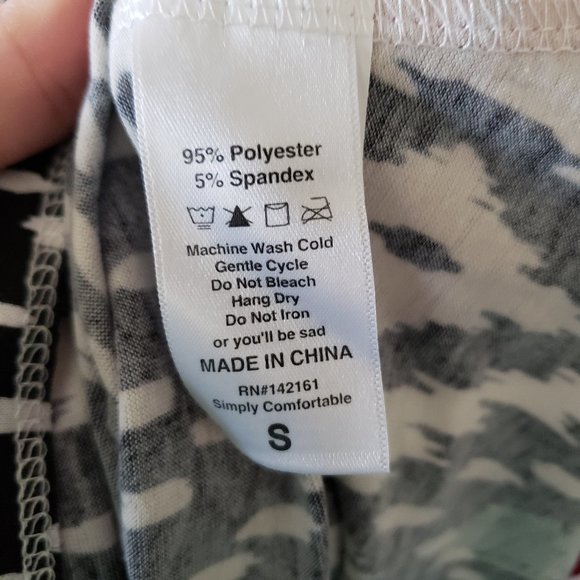 95% Polyester
5% Spandex
Machine Wash Cold
Gentle Cycle
Do Not Bleach
Hang Dry
Do Not Iron
or you'll be sad
MADE IN CHINA
RN#142161
Simply Comfortable
S